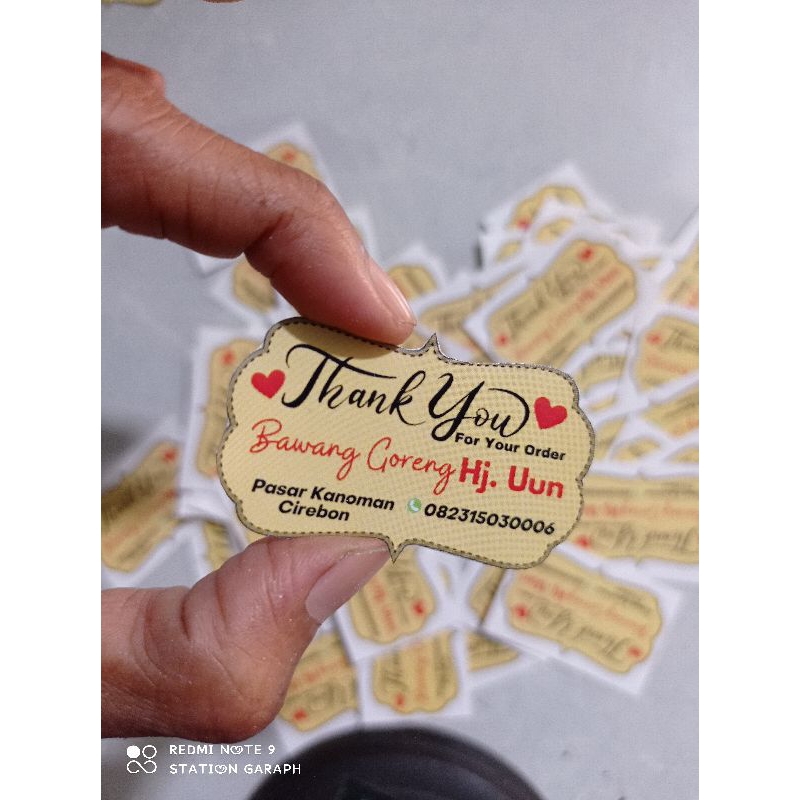 Thank You
For Your Order
Bawang Goreng Hj. Uun
Pasar Kanoman
Cirebon
082315030006
REDMI NOTE 9
STATION GARAPH